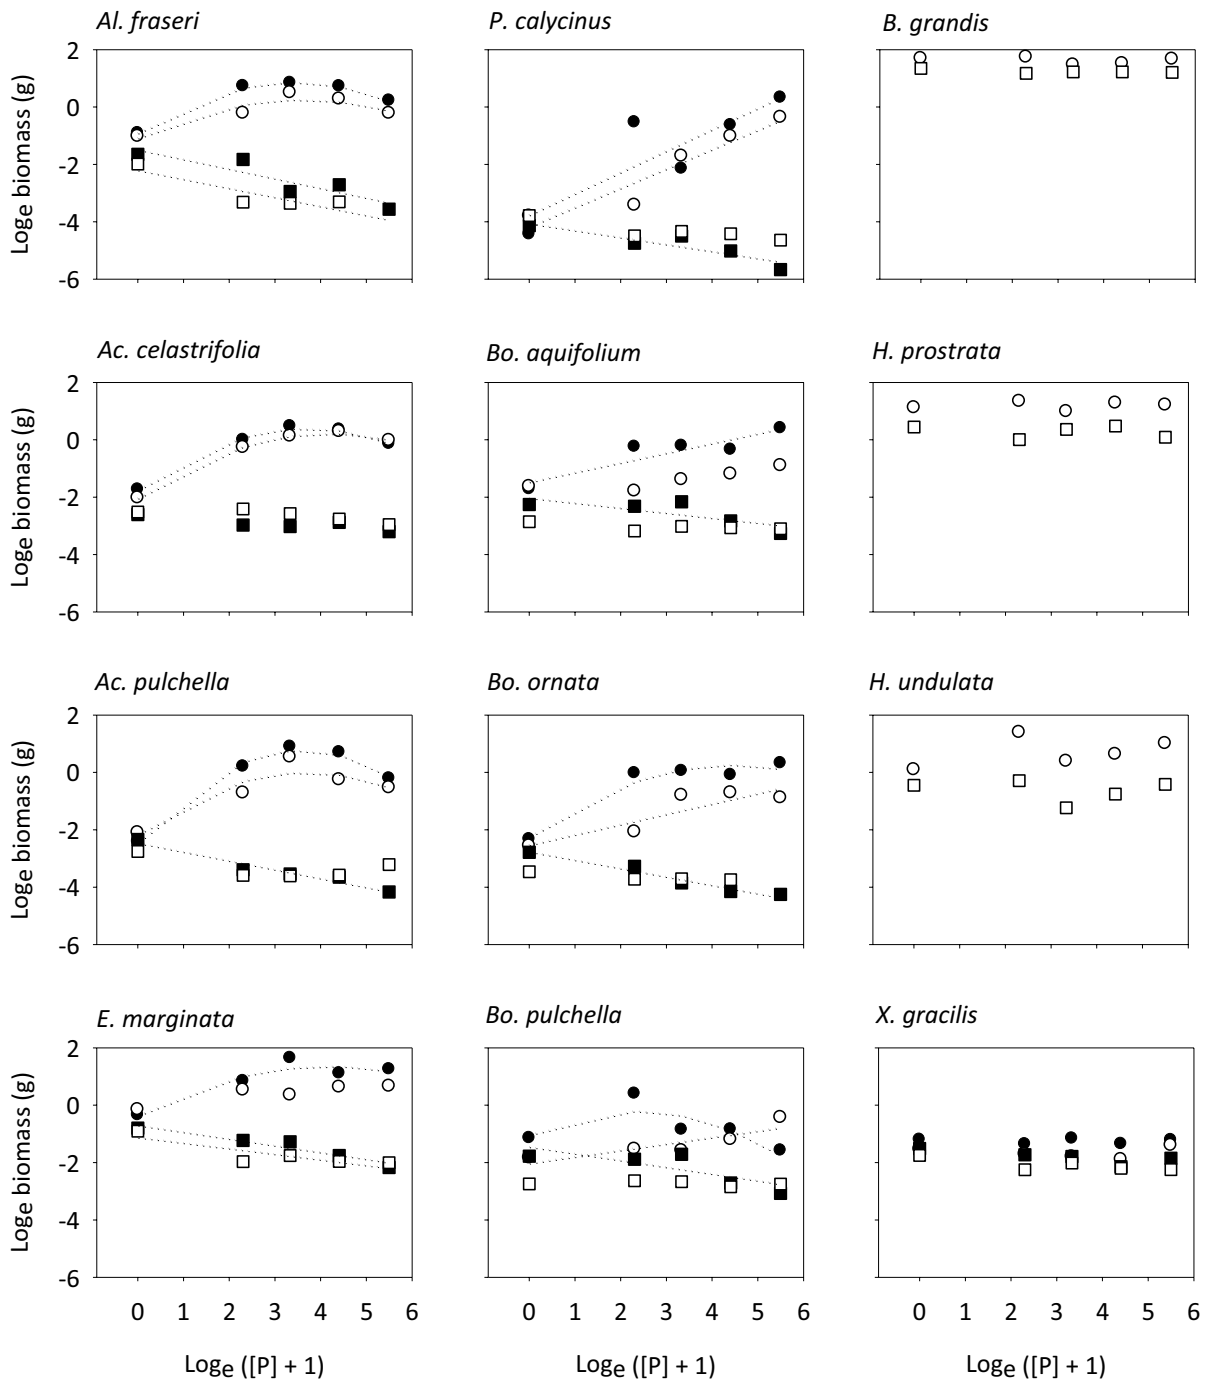 Al. fraseri P. calycinus B. grandis
2
0
-2
-4
-6
Loge biomass (g)
Ac. celastrifolia Bo. aquifolium H. prostrata
2
0
-2
-4
-6
Loge biomass (g)
Ac. pulchella Bo. ornata H. undulata
2
0
-2
-4
-6
Loge biomass (g)
E. marginata Bo. pulchella X. gracilis
2
0
-2
-4
-6
Loge biomass (g)
0 1 2 3 4 5 6 0 1 2 3 4 5 6 0 1 2 3 4 5 6
Loge ([P] + 1) Loge ([P] + 1) Loge ([P] + 1)